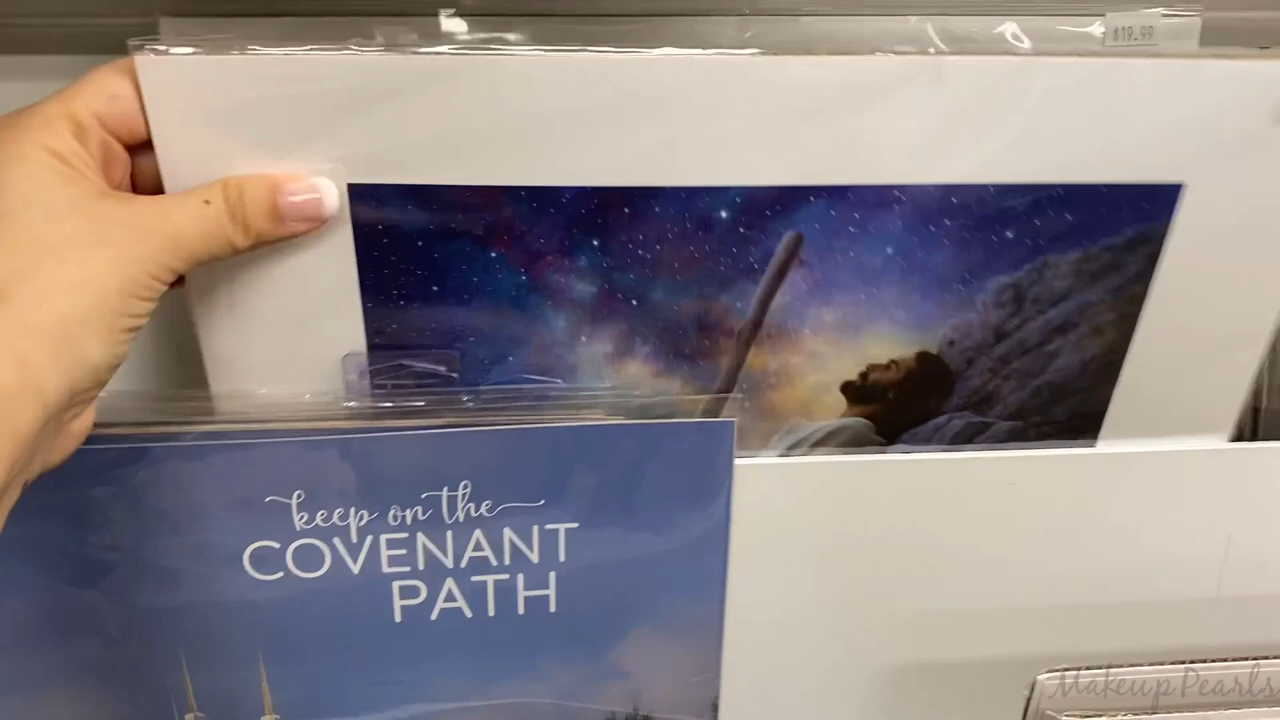 $19.99
keep on the
COVENANT
PATH
Makeup Pearls